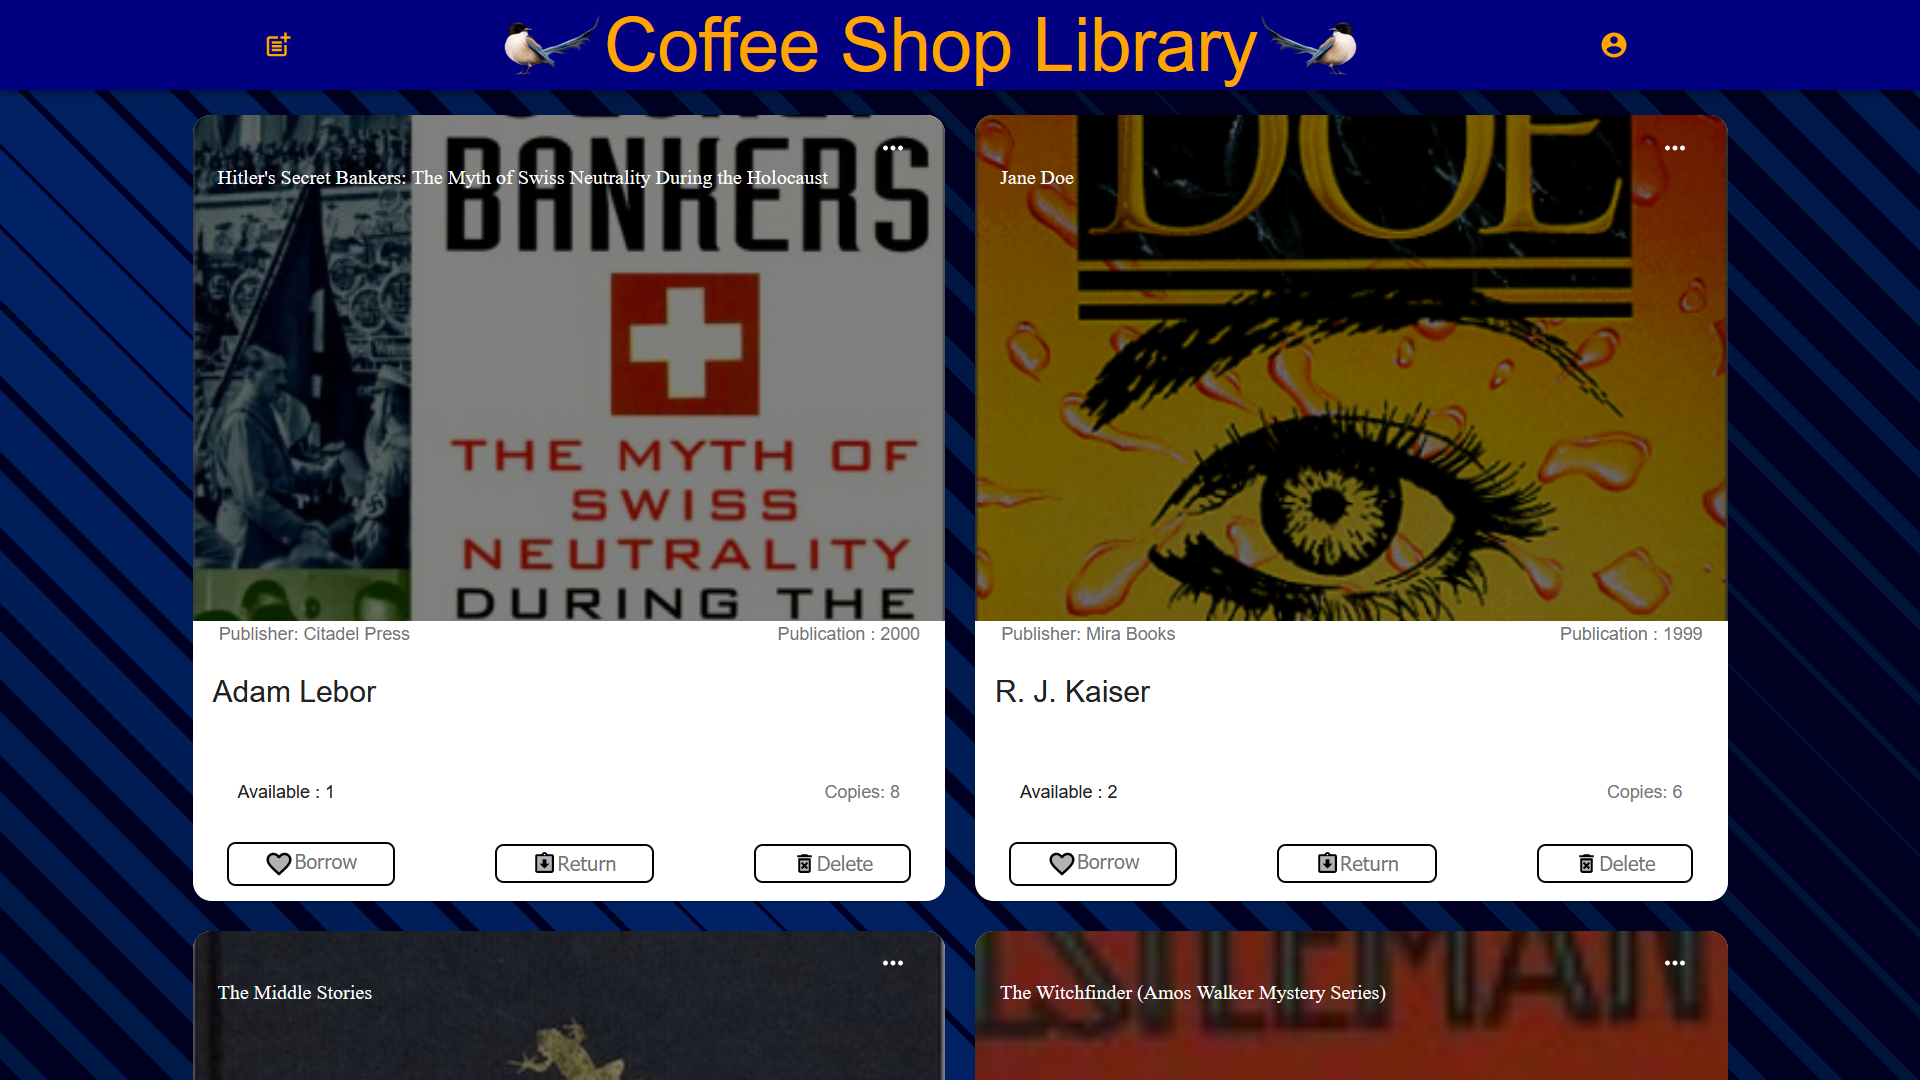 Coffee Shop Library
BANKERS
Hitler's Secret Bankers: The Myth of Swiss Neutrality During the Holocaust
THE MYTH OF
SWISS
NEUTRALITY
DURING THE
Publisher: Citadel Press
Publication : 2000
Adam Lebor
Available : 1
Copies: 8
Borrow
Return
Delete
DOE
Jane Doe
Publisher: Mira Books
Publication : 1999
R. J. Kaiser
Available : 2
Copies: 6
Borrow
Return
Delete
The Middle Stories
The Witchfinder (Amos Walker Mystery Series)